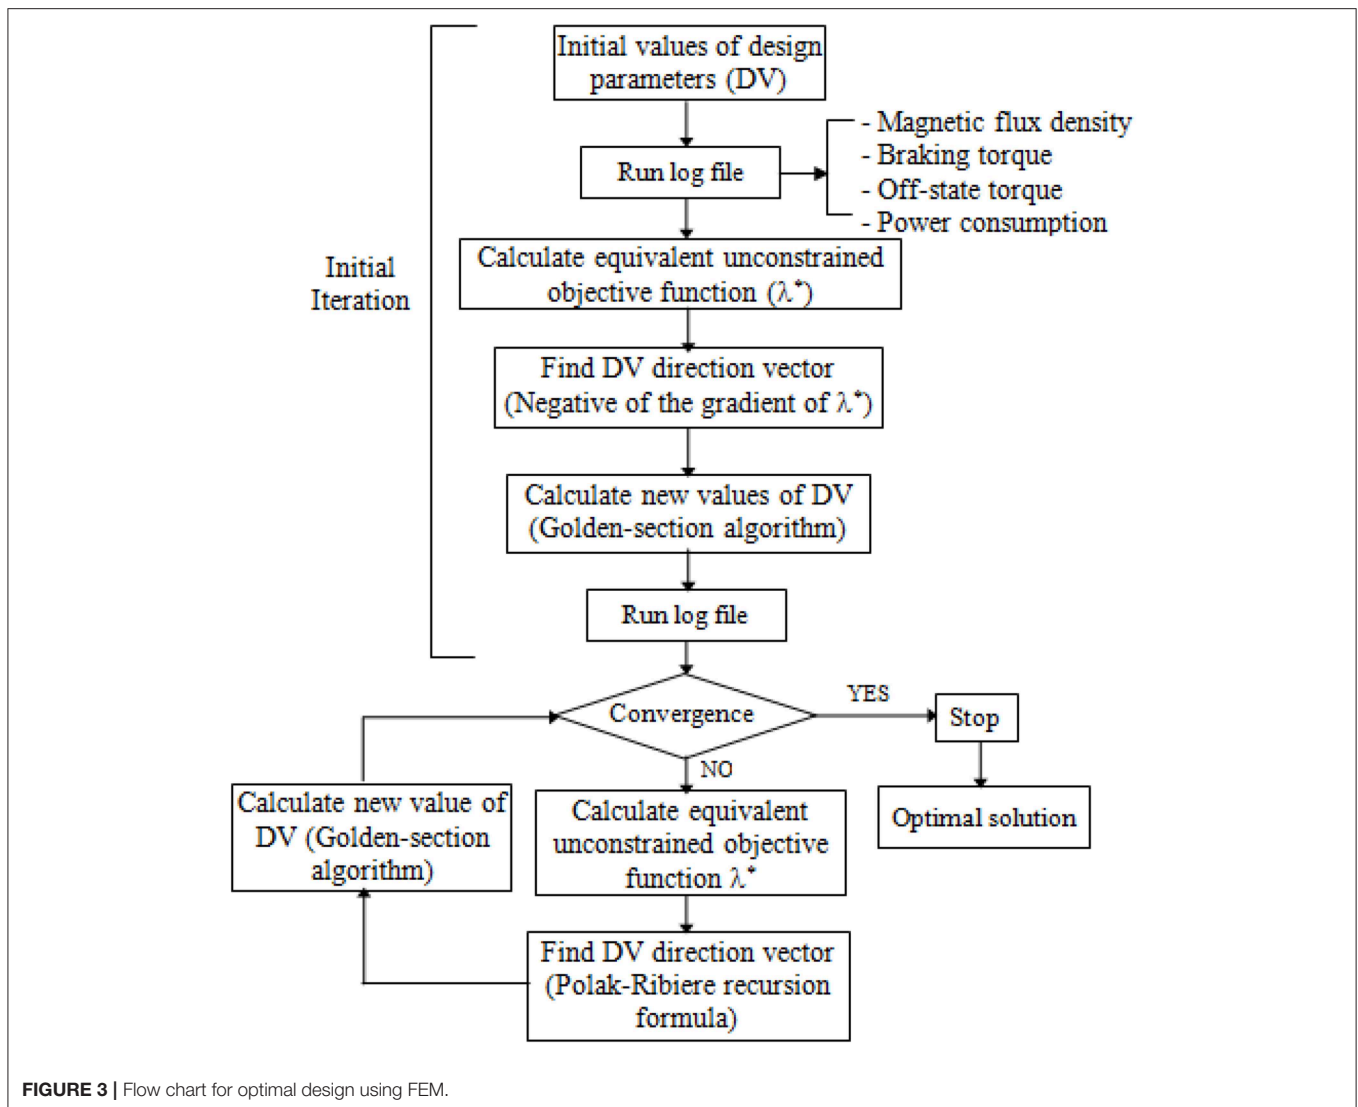 Initial values of design
parameters (DV)
Run log file
- Magnetic flux density
- Braking torque
- Off-state torque
- Power consumption
Calculate equivalent unconstrained
objective function (λ*)
Initial
Iteration
Find DV direction vector
(Negative of the gradient of λ*)
Calculate new values of DV
(Golden-section algorithm)
Run log file
Convergence
YES
Stop
NO
Optimal solution
Calculate equivalent
unconstrained objective
function λ*
Calculate new value of
DV (Golden-section
algorithm)
Find DV direction vector
(Polak-Ribiere recursion
formula)
FIGURE 3 | Flow chart for optimal design using FEM.